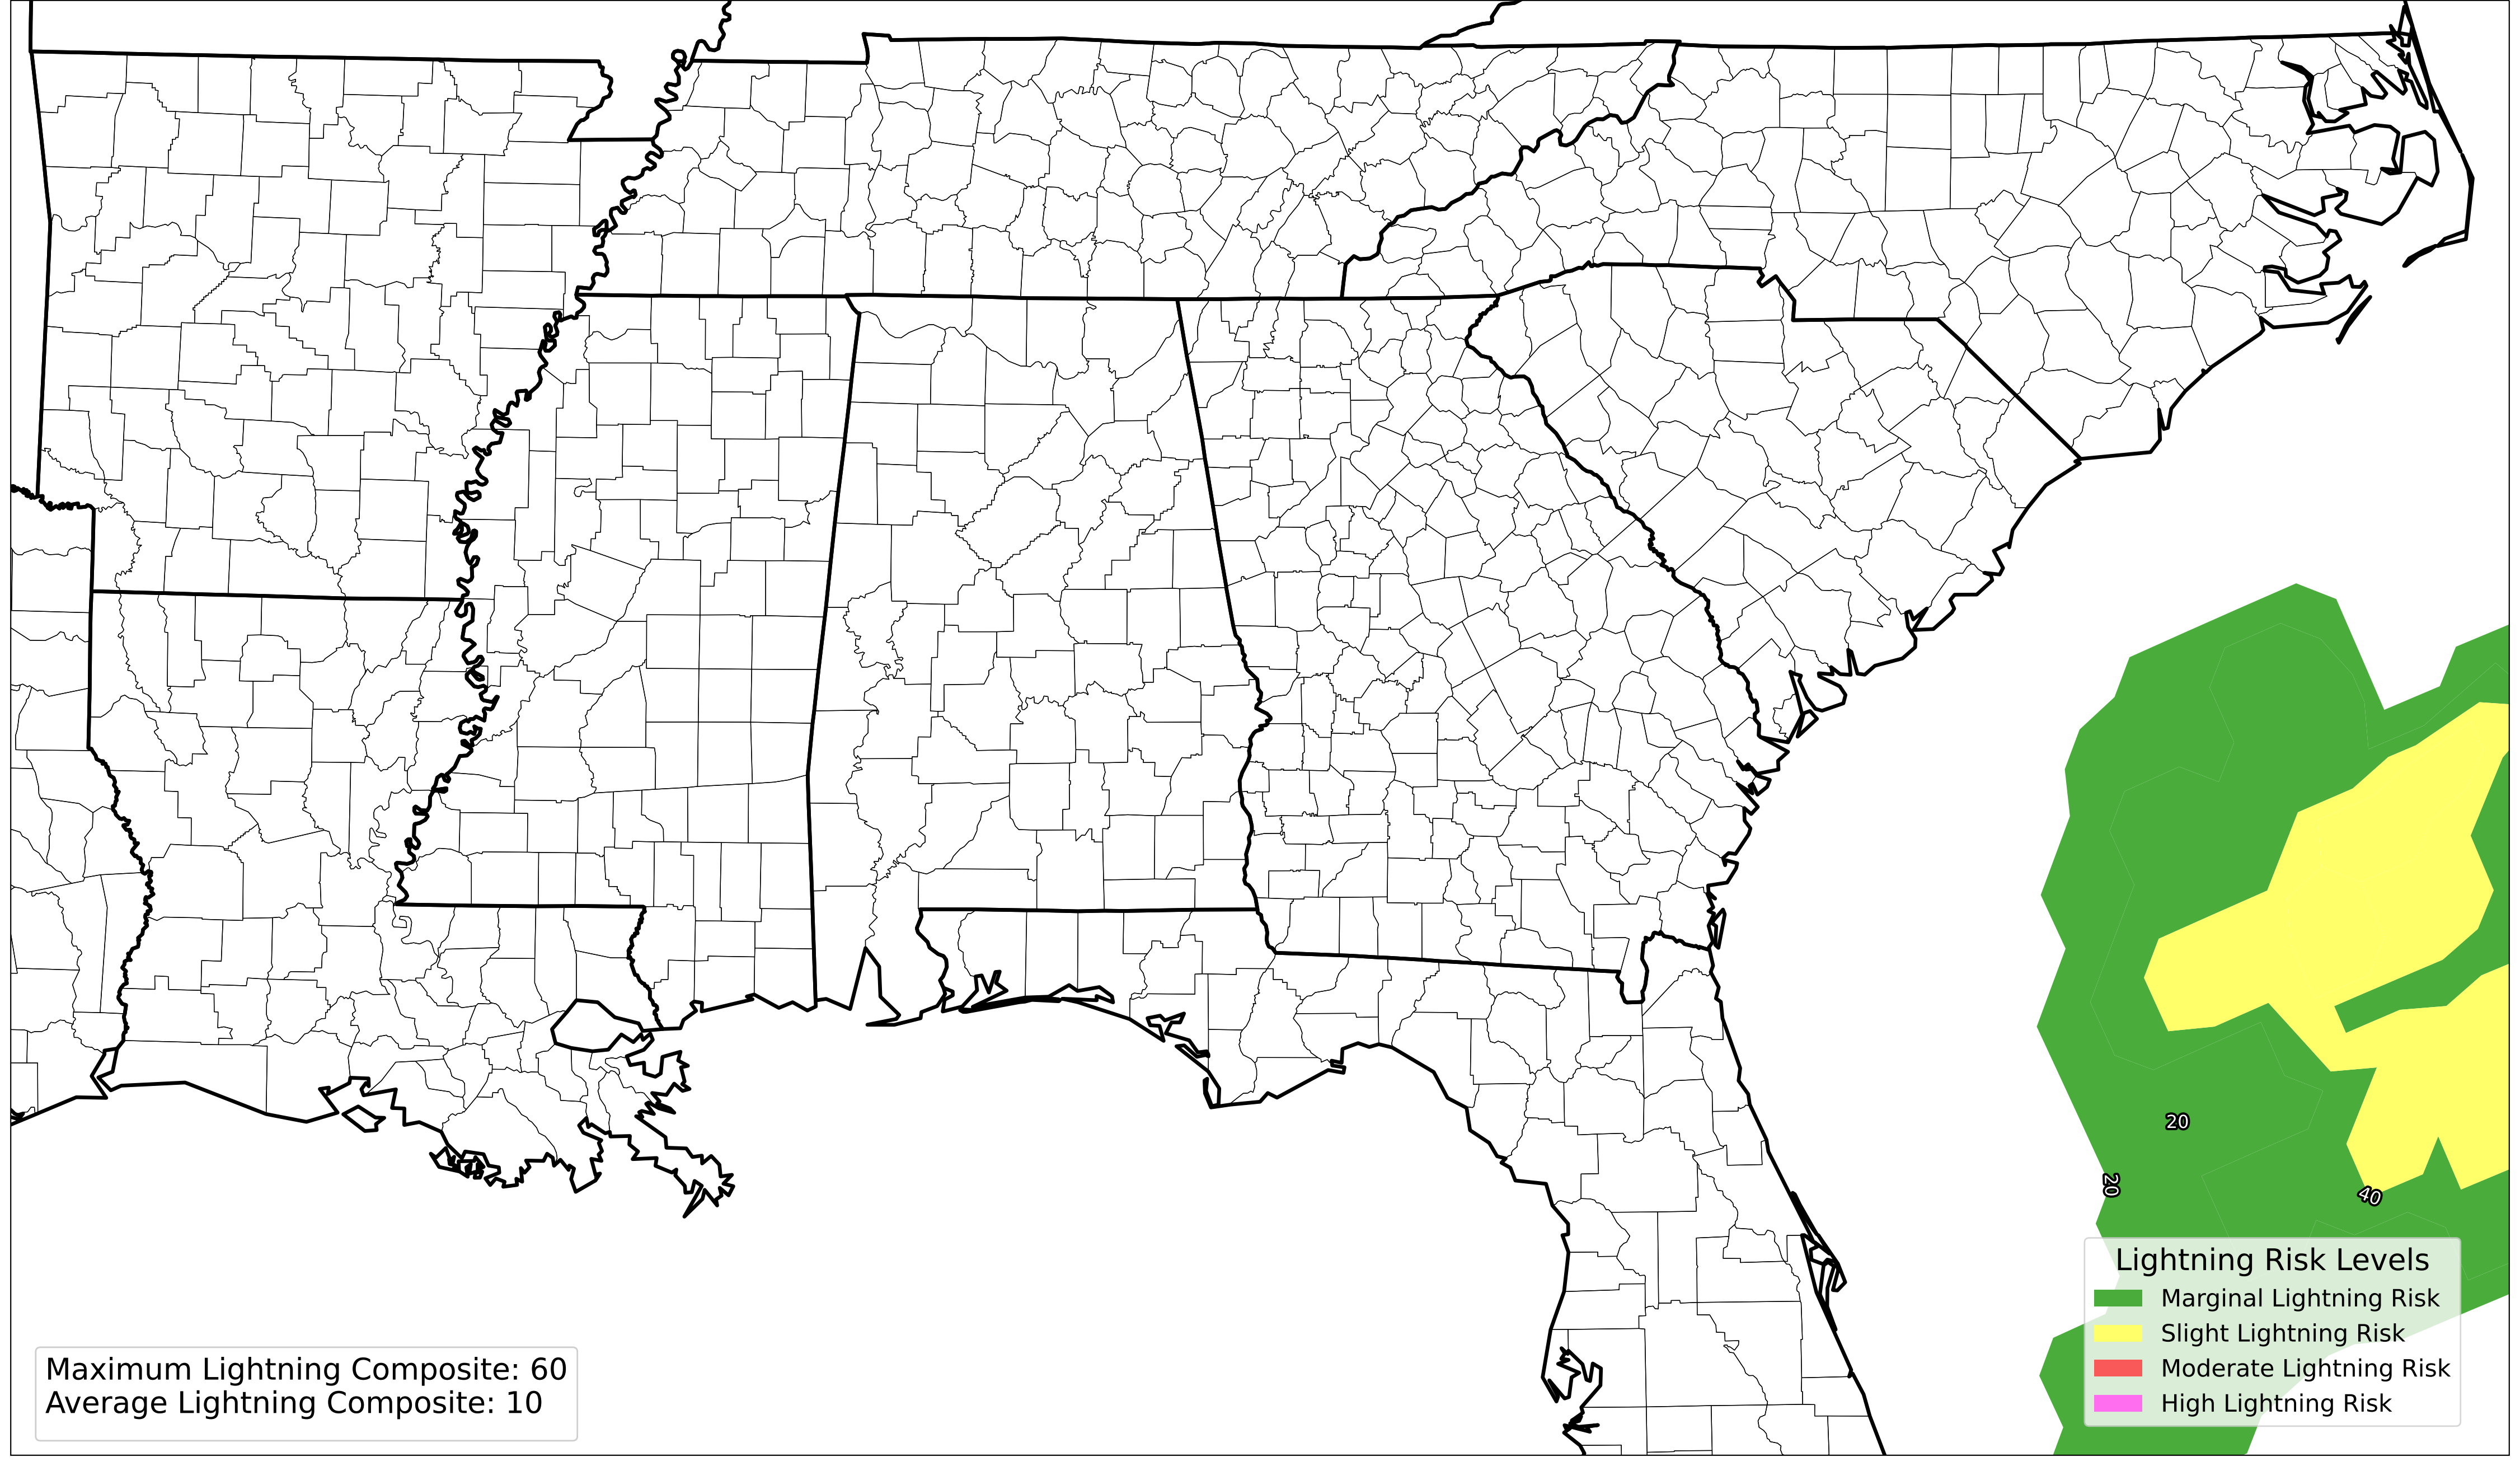 20
20
40
Lightning Risk Levels
Marginal Lightning Risk
Slight Lightning Risk
Moderate Lightning Risk
High Lightning Risk
Maximum Lightning Composite: 60
Average Lightning Composite: 10